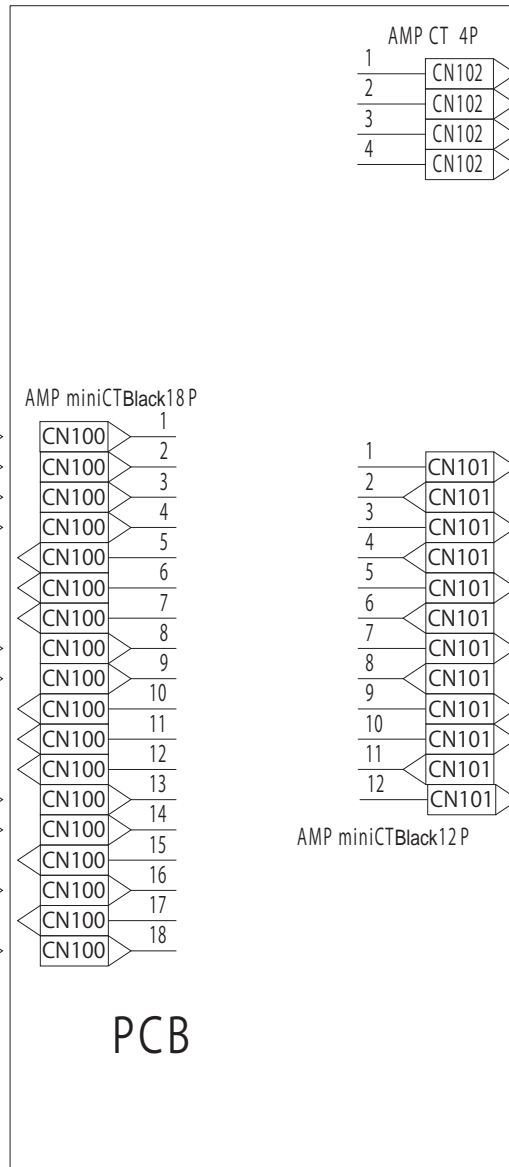 AMP CT 4P
1 CN102
2 CN102
3 CN102
4 CN102
AMP miniCTBlack18P
CN100 1
CN100 2
CN100 3
CN100 4
CN100 5
CN100 6
CN100 7
CN100 8
CN100 9
CN100 10
CN100 11
CN100 12
CN100 13
CN100 14
CN100 15
CN100 16
CN100 17
CN100 18
1 CN101
2 CN101
3 CN101
4 CN101
5 CN101
6 CN101
7 CN101
8 CN101
9 CN101
10 CN101
11 CN101
12 CN101
AMP miniCTBlack12P
PCB